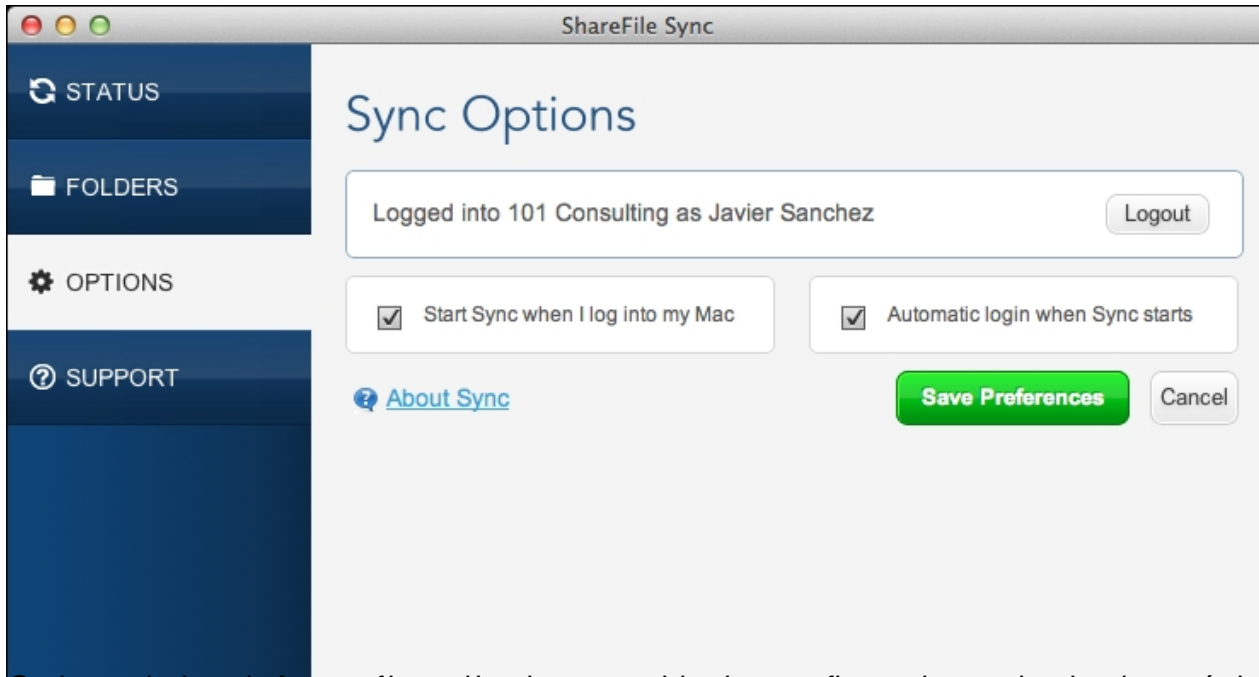 ShareFile Sync
STATUS
FOLDERS
OPTIONS
SUPPORT
Sync Options
Logged into 101 Consulting as Javier Sanchez
Logout
Start Sync when I log into my Mac
Automatic login when Sync starts
About Sync
Save Preferences
Cancel